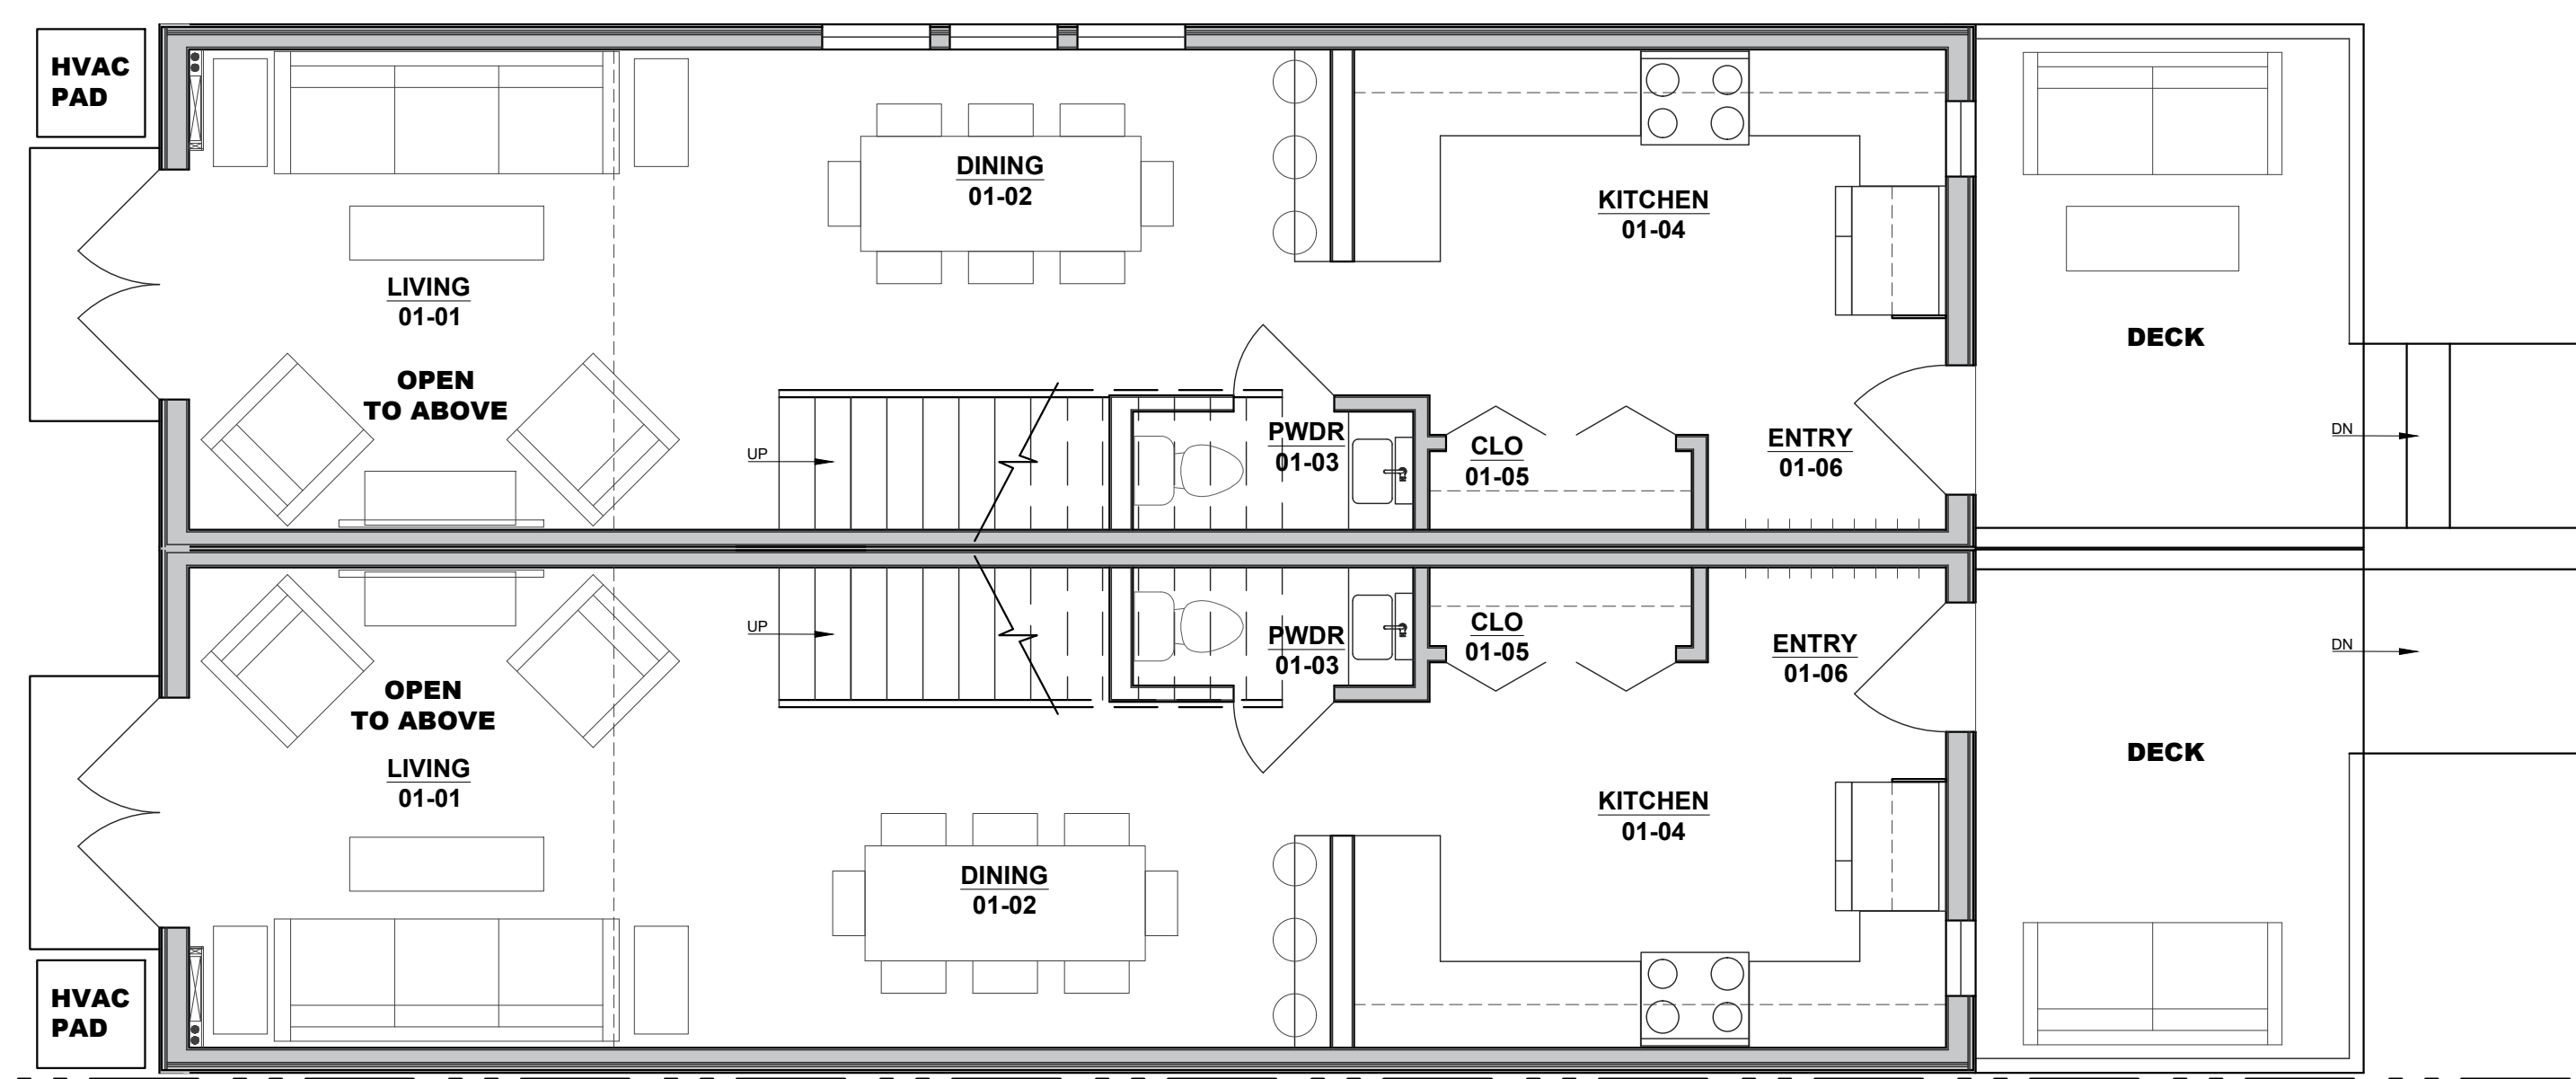 HVAC
PAD
DINING
01-02
KITCHEN
01-04
LIVING
01-01
OPEN
TO ABOVE
DECK
UP
PWDR
01-03
CLO
01-05
ENTRY
01-06
DN
UP
PWDR
01-03
CLO
01-05
ENTRY
01-06
DN
OPEN
TO ABOVE
LIVING
01-01
DECK
KITCHEN
01-04
DINING
01-02
HVAC
PAD